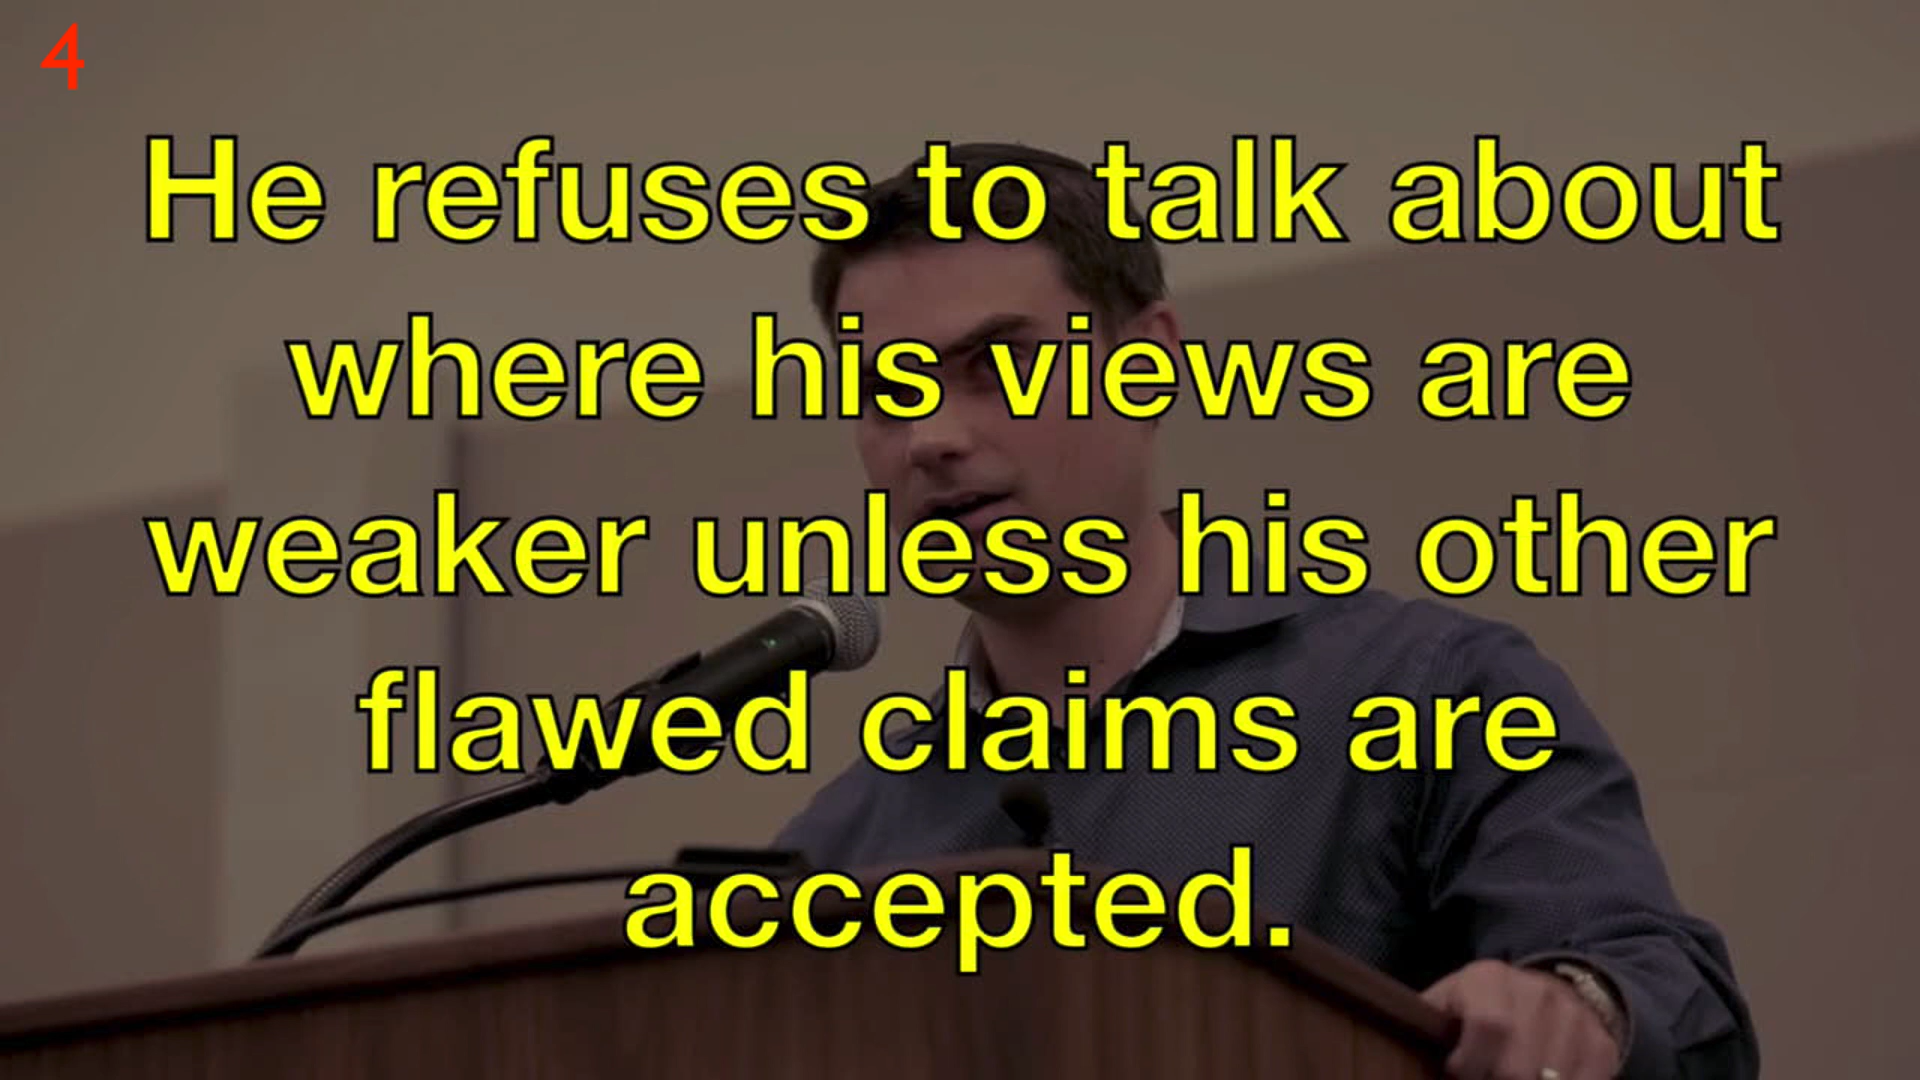 4
He refuses to talk about
where his views are
weaker unless his other
flawed claims are
accepted.